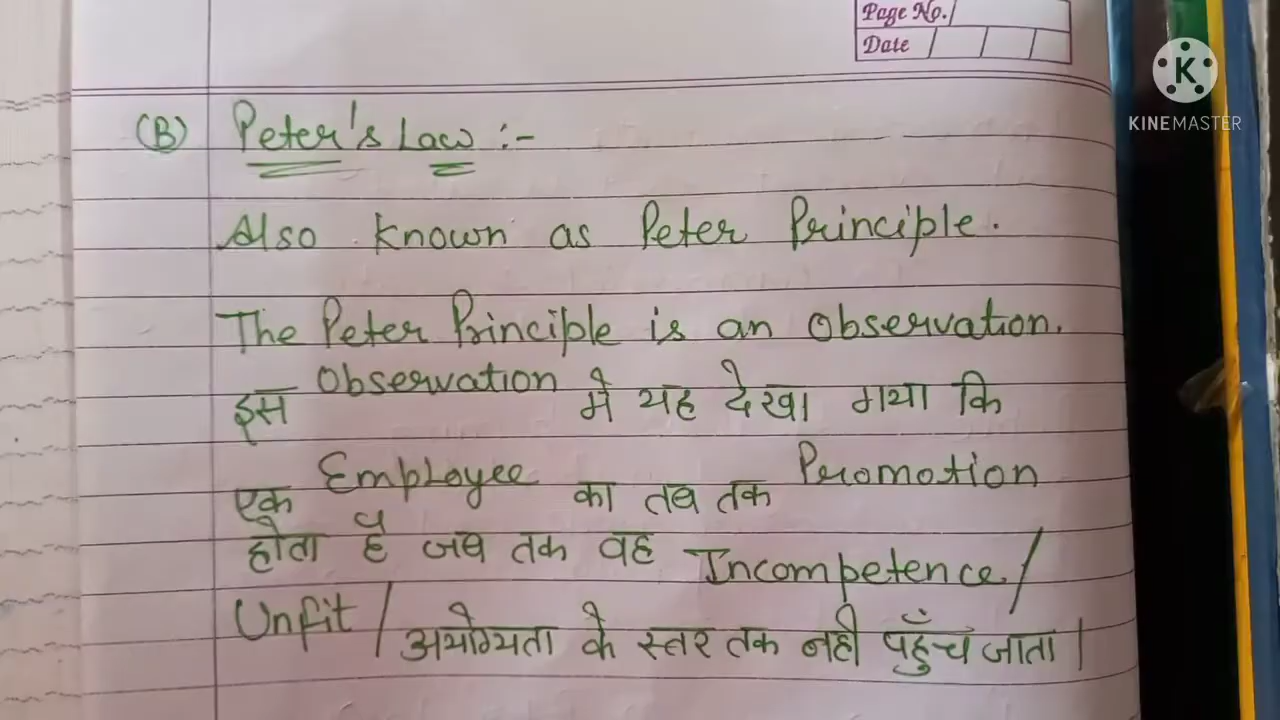 Page No.
Date
KINEMASTER
(B) Peter's Law :-
Also known as Peter Principle.
The Peter Principle is an Observation.
इस Observation में यह देखा गया कि
एक Employee का तब तक Promotion
होता है जब तक वह Incompetence/
Unfit/अयोग्यता के स्तर तक नही पहुँच जाता।